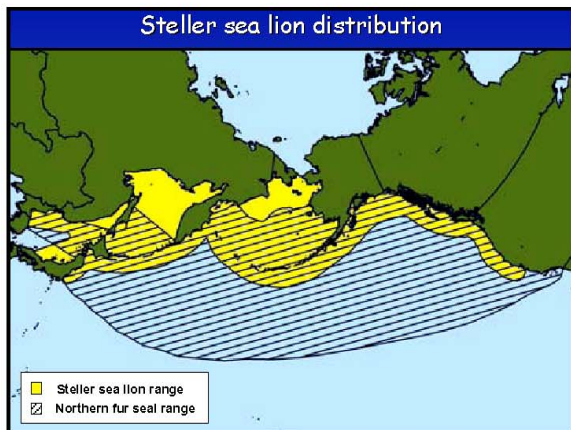 Steller sea lion distribution
Steller sea lion range
Northern fur seal range